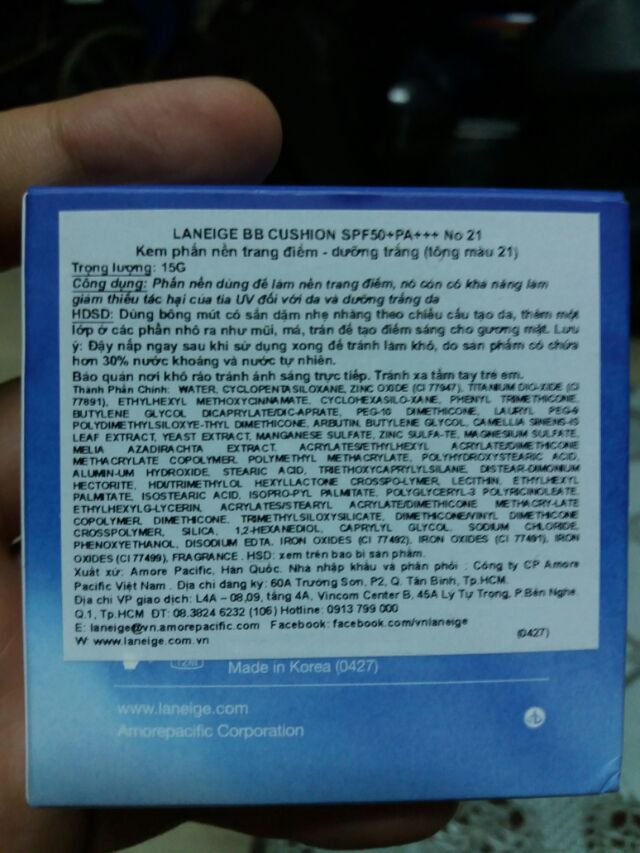 LANEIGE BB CUSHION SPF50+PA+++ No 21
Kem phấn nền trang điểm - dưỡng trắng (tông màu 21)
Trọng lượng: 15G
Công dụng: Phấn nền dùng để làm nền trang điểm, nó còn có khả năng làm
giảm thiểu tác hại của tia UV đối với da và dưỡng trắng da
HDSD: Dùng bông mút có sẵn dặm nhẹ nhàng theo chiều cấu tạo da, thêm một
lớp ở các phần nhô ra như mũi, má, trán để tạo điểm sáng cho gương mặt. Lưu
ý: Đậy nắp ngay sau khi sử dụng xong để tránh làm khô, do sản phẩm có chứa
hơn 30% nước khoáng và nước tự nhiên.
Bảo quản nơi khô ráo tránh ánh sáng trực tiếp. Tránh xa tầm tay trẻ em.
Thành Phần Chính: WATER, CYCLOPENTASILOXANE, ZINC OXIDE (CI 77947), TITANIUM DIO-XIDE (CI
77891), ETHYLHEXYL METHOXYCINNAMATE, CYCLOHEXASILO-XANE, PHENYL TRIMETHICONE,
BUTYLENE GLYCOL DICAPRYLATE/DIC-APRATE, PEG-10 DIMETHICONE, LAURYL PEG-9
POLYDIMETHYLSILOXYE-THYL DIMETHICONE, ARBUTIN, BUTYLENE GLYCOL, CAMELLIA SINENS-IS
LEAF EXTRACT, YEAST EXTRACT, MANGANESE SULFATE, ZINC SULFA-TE, MAGNESIUM SULFATE,
MELIA AZADIRACHTA EXTRACT, ACRYLATES/ETHYLHEXYL ACRYLATE/DIMETHICONE
METHACRYLATE COPOLYMER, POLYMETHYL METHACRYLATE, POLYHYDROXYSTEARIC ACID,
ALUMIN-UM HYDROXIDE, STEARIC ACID, TRIETHOXYCAPRYLYLSILANE, DISTEAR-DIMONIUM
HECTORITE, HDI/TRIMETHYLOL HEXYLLACTONE CROSSPO-LYMER, LECITHIN, ETHYLHEXYL
PALMITATE, ISOSTEARIC ACID, ISOPRO-PYL PALMITATE, POLYGLYCERYL-3 POLYRICINOLEATE,
ETHYLHEXYLG-LYCERIN, ACRYLATES/STEARYL ACRYLATE/DIMETHICONE METHACRY-LATE
COPOLYMER, DIMETHICONE, TRIMETHYLSILOXYSILICATE, DIMETHICONE/VINYL DIMETHICONE
CROSSPOLYMER, SILICA, 1,2-HEXANEDIOL, CAPRYLYL GLYCOL, SODIUM CHLORIDE,
PHENOXYETHANOL, DISODIUM EDTA. IRON OXIDES (CI 77492), IRON OXIDES (CI 77491), IRON
OXIDES (CI 77499), FRAGRANCE. HSD: xem trên bao bì sản phẩm.
Xuất xứ: Amore Pacific, Hàn Quốc. Nhà nhập khẩu và phân phối : Công ty CP Amore
Pacific Việt Nam . Địa chỉ đăng ký: 60A Trường Sơn, P2, Q. Tân Bình, Tp.HCM.
Địa chỉ VP giao dịch: L4A – 08,09, tầng 4A, Vincom Center B, 45A Lý Tự Trọng, P.Bến Nghé,
Q.1, Tp.HCM ĐT: 08.3824 6232 (106) Hotline: 0913 799 000
E: laneige@vn.amorepacific.com Facebook: facebook.com/vnlaneige
W: www.laneige.com.vn (0427)
12M
Made in Korea (0427)
www.laneige.com
Amorepacific Corporation